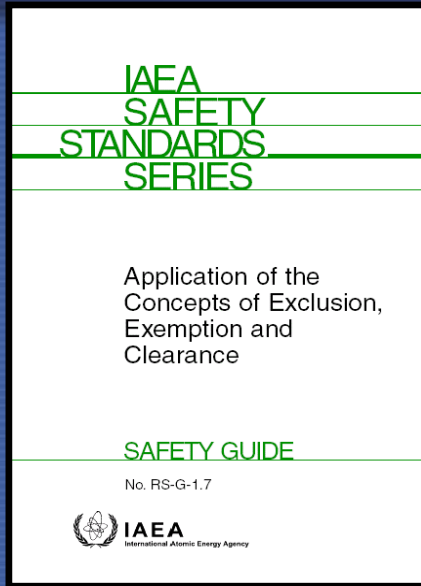 IAEA
SAFETY
STANDARDS
SERIES
Application of the
Concepts of Exclusion,
Exemption and
Clearance
SAFETY GUIDE
No. RS-G-1.7
IAEA
International Atomic Energy Agency